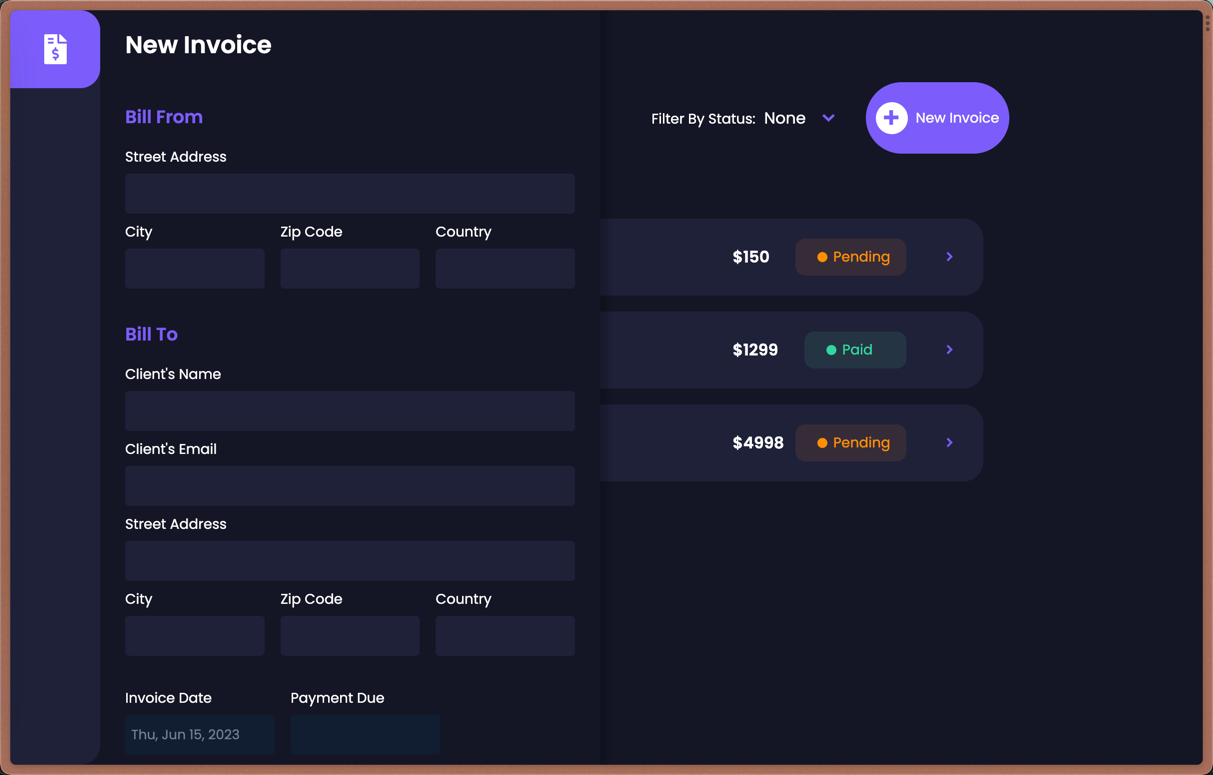 New Invoice
Bill From
Street Address
City
Zip Code
Country
Bill To
Client's Name
Client's Email
Street Address
City
Zip Code
Country
Invoice Date
Payment Due
Thu, Jun 15, 2023
Filter By Status: None
New Invoice
$150
Pending
$1299
Paid
$4998
Pending
$